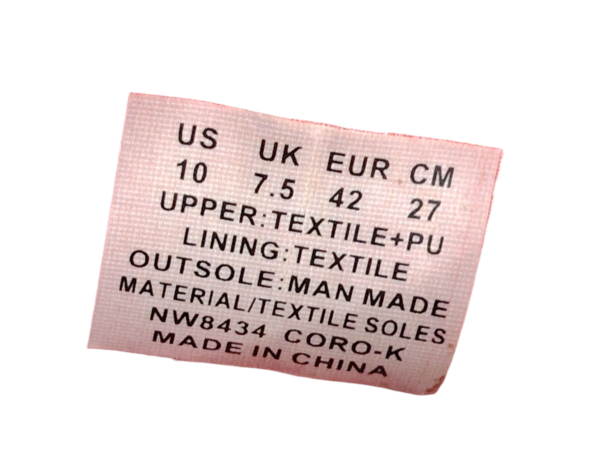 US UK EUR CM
10 7.5 42 27
UPPER:TEXTILE+PU
LINING:TEXTILE
OUTSOLE:MAN MADE
MATERIAL/TEXTILE SOLES
NW8434 CORO-K
MADE IN CHINA